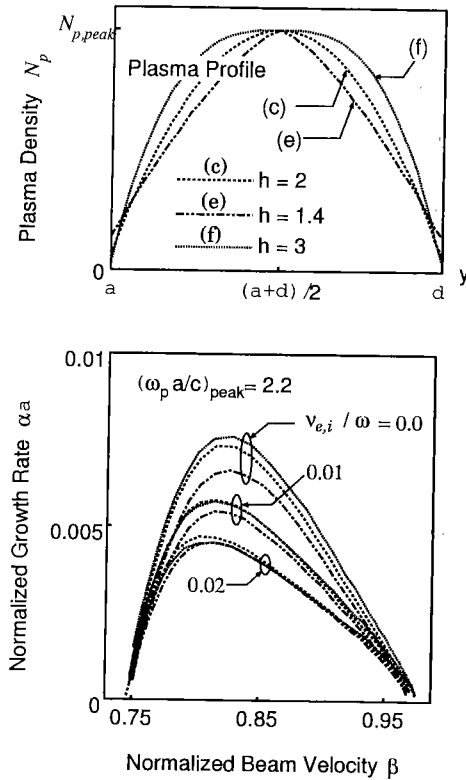 N_p,peak
Plasma Density N_p
Plasma Profile
(f)
(c)
(e)
(c)
h = 2
(e)
h = 1.4
(f)
h = 3
0
a
(a+d)/2
d
y
0.01
(ω_p a/c)_peak = 2.2
ν_e,i / ω = 0.0
0.01
0.005
0.02
Normalized Growth Rate αa
0
0.75
0.85
0.95
Normalized Beam Velocity β